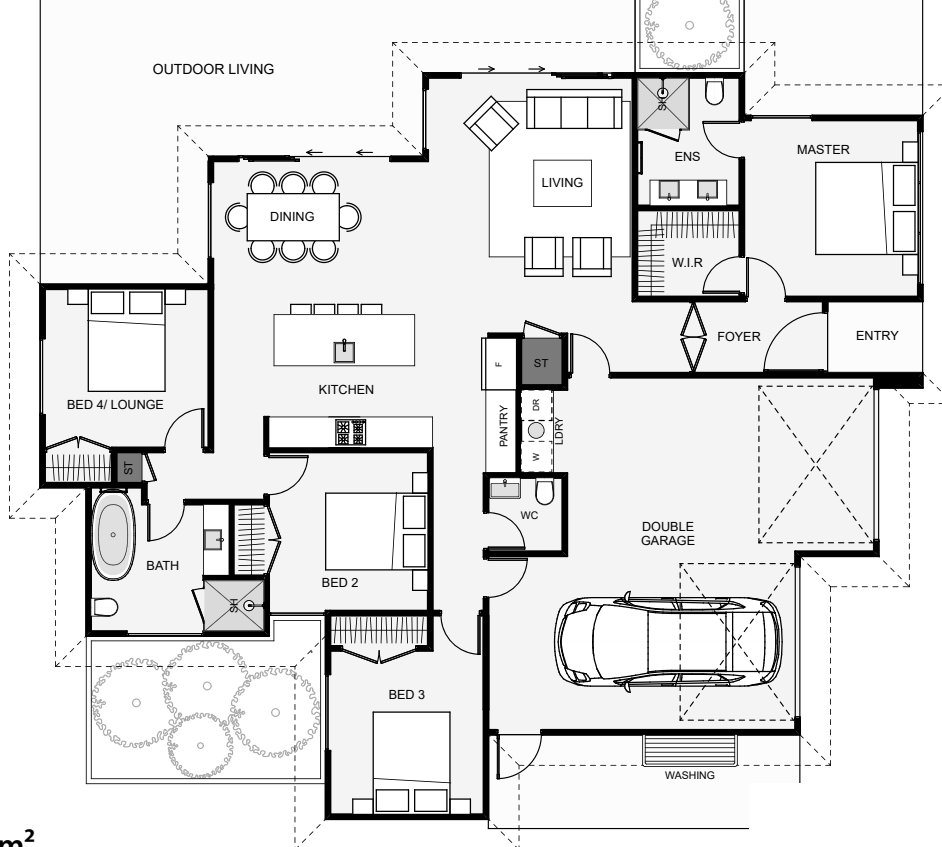 OUTDOOR LIVING
SH
ENS
MASTER
LIVING
DINING
W.I.R
FOYER
ENTRY
F
ST
KITCHEN
BED 4/ LOUNGE
DR
PANTRY
LDRY
W
ST
WC
DOUBLE
GARAGE
BATH
BED 2
SH
BED 3
WASHING
m²